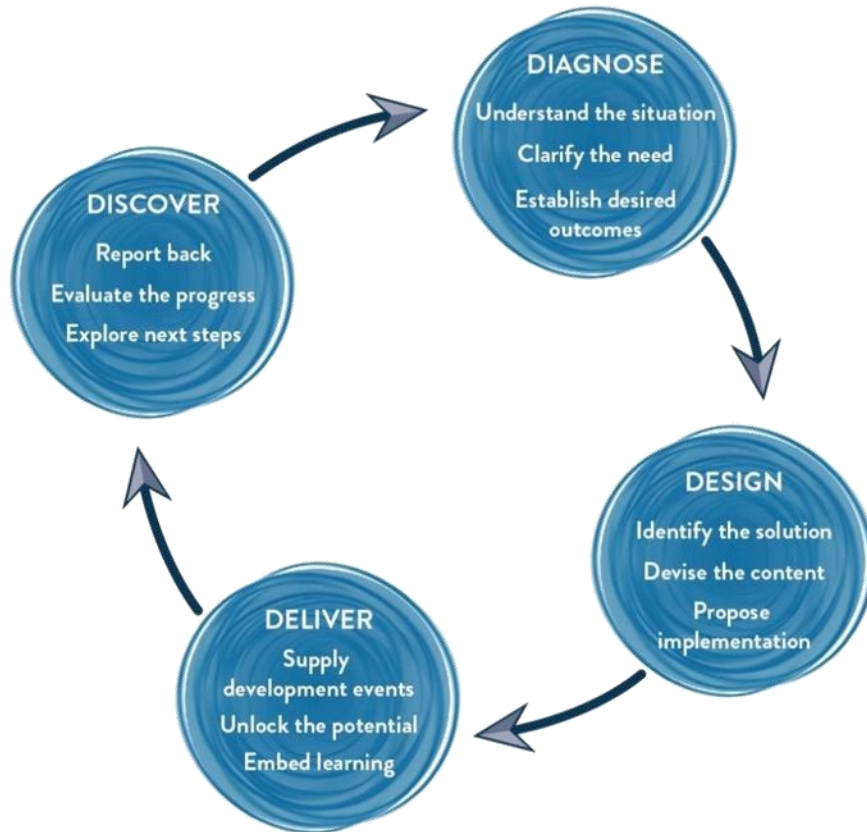 DIAGNOSE
Understand the situation
Clarify the need
Establish desired
outcomes
DESIGN
Identify the solution
Devise the content
Propose
implementation
DELIVER
Supply
development events
Unlock the potential
Embed learning
DISCOVER
Report back
Evaluate the progress
Explore next steps